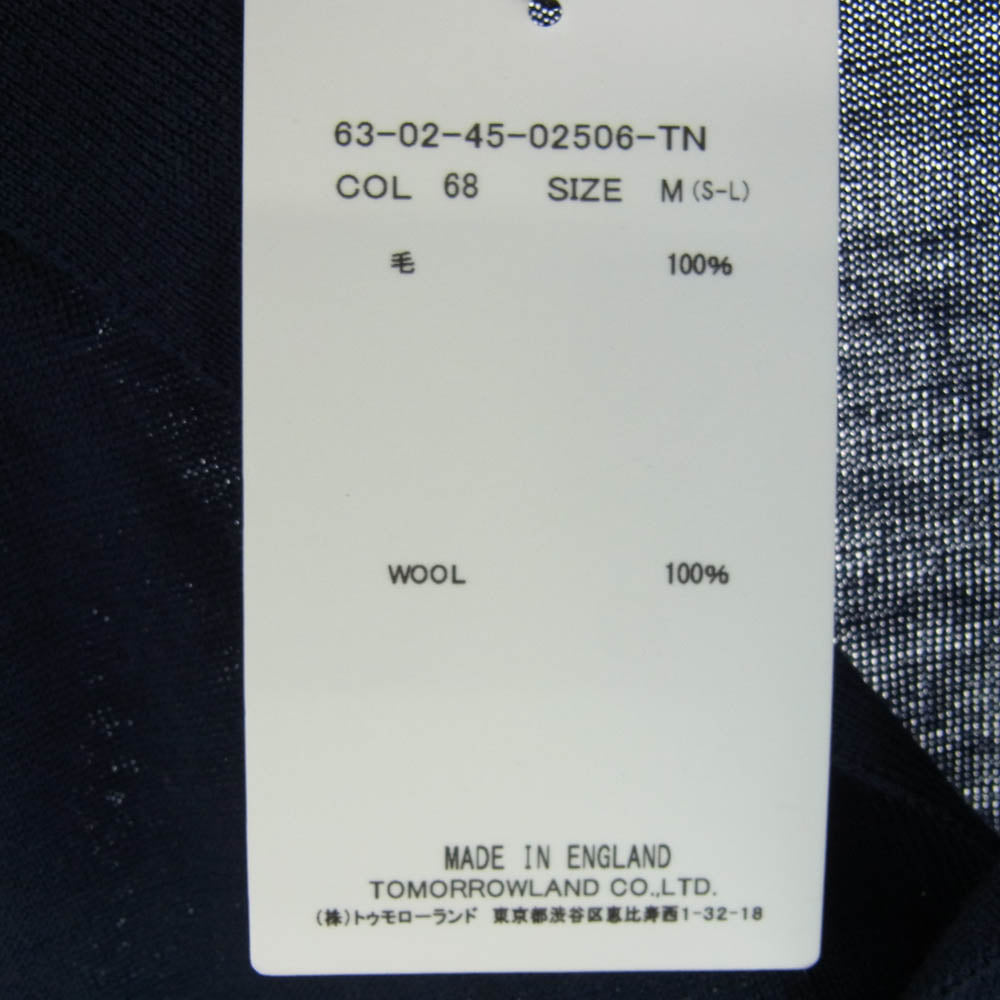 63-02-45-02506-TN
COL 68 SIZE M (S-L)
毛 100%
WOOL 100%
MADE IN ENGLAND
TOMORROWLAND CO.,LTD.
(株)トゥモローランド 東京都渋谷区恵比寿西1-32-18